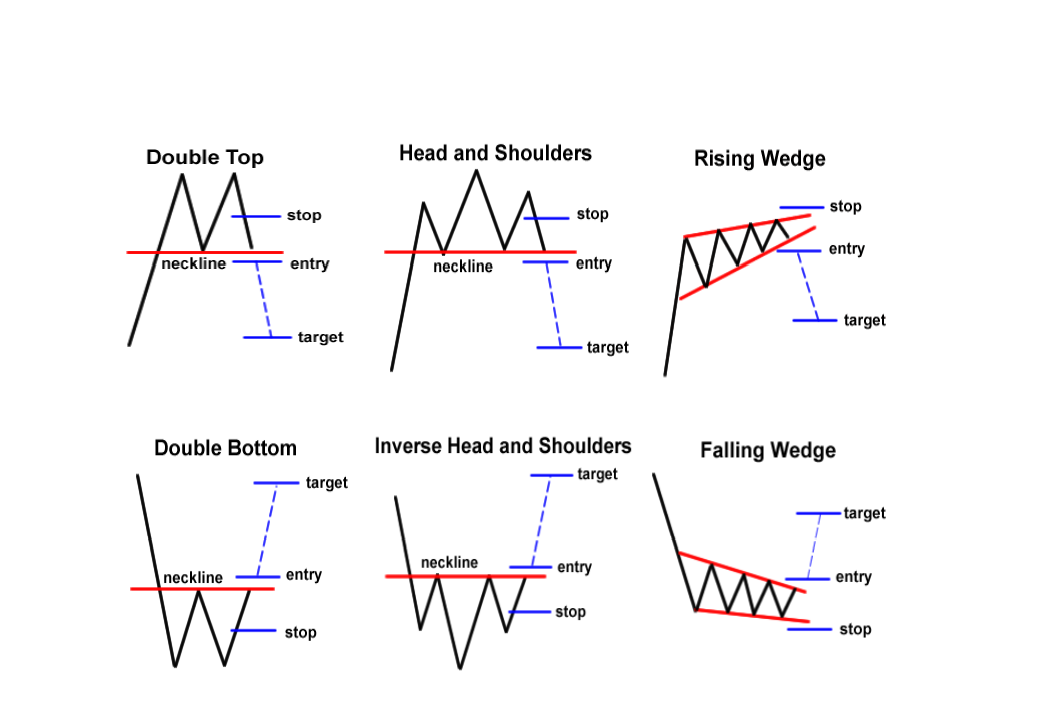 Double Top
stop
neckline
entry
target
Head and Shoulders
stop
neckline
entry
target
Rising Wedge
stop
entry
target
Double Bottom
target
neckline
entry
stop
Inverse Head and Shoulders
target
neckline
entry
stop
Falling Wedge
target
entry
stop